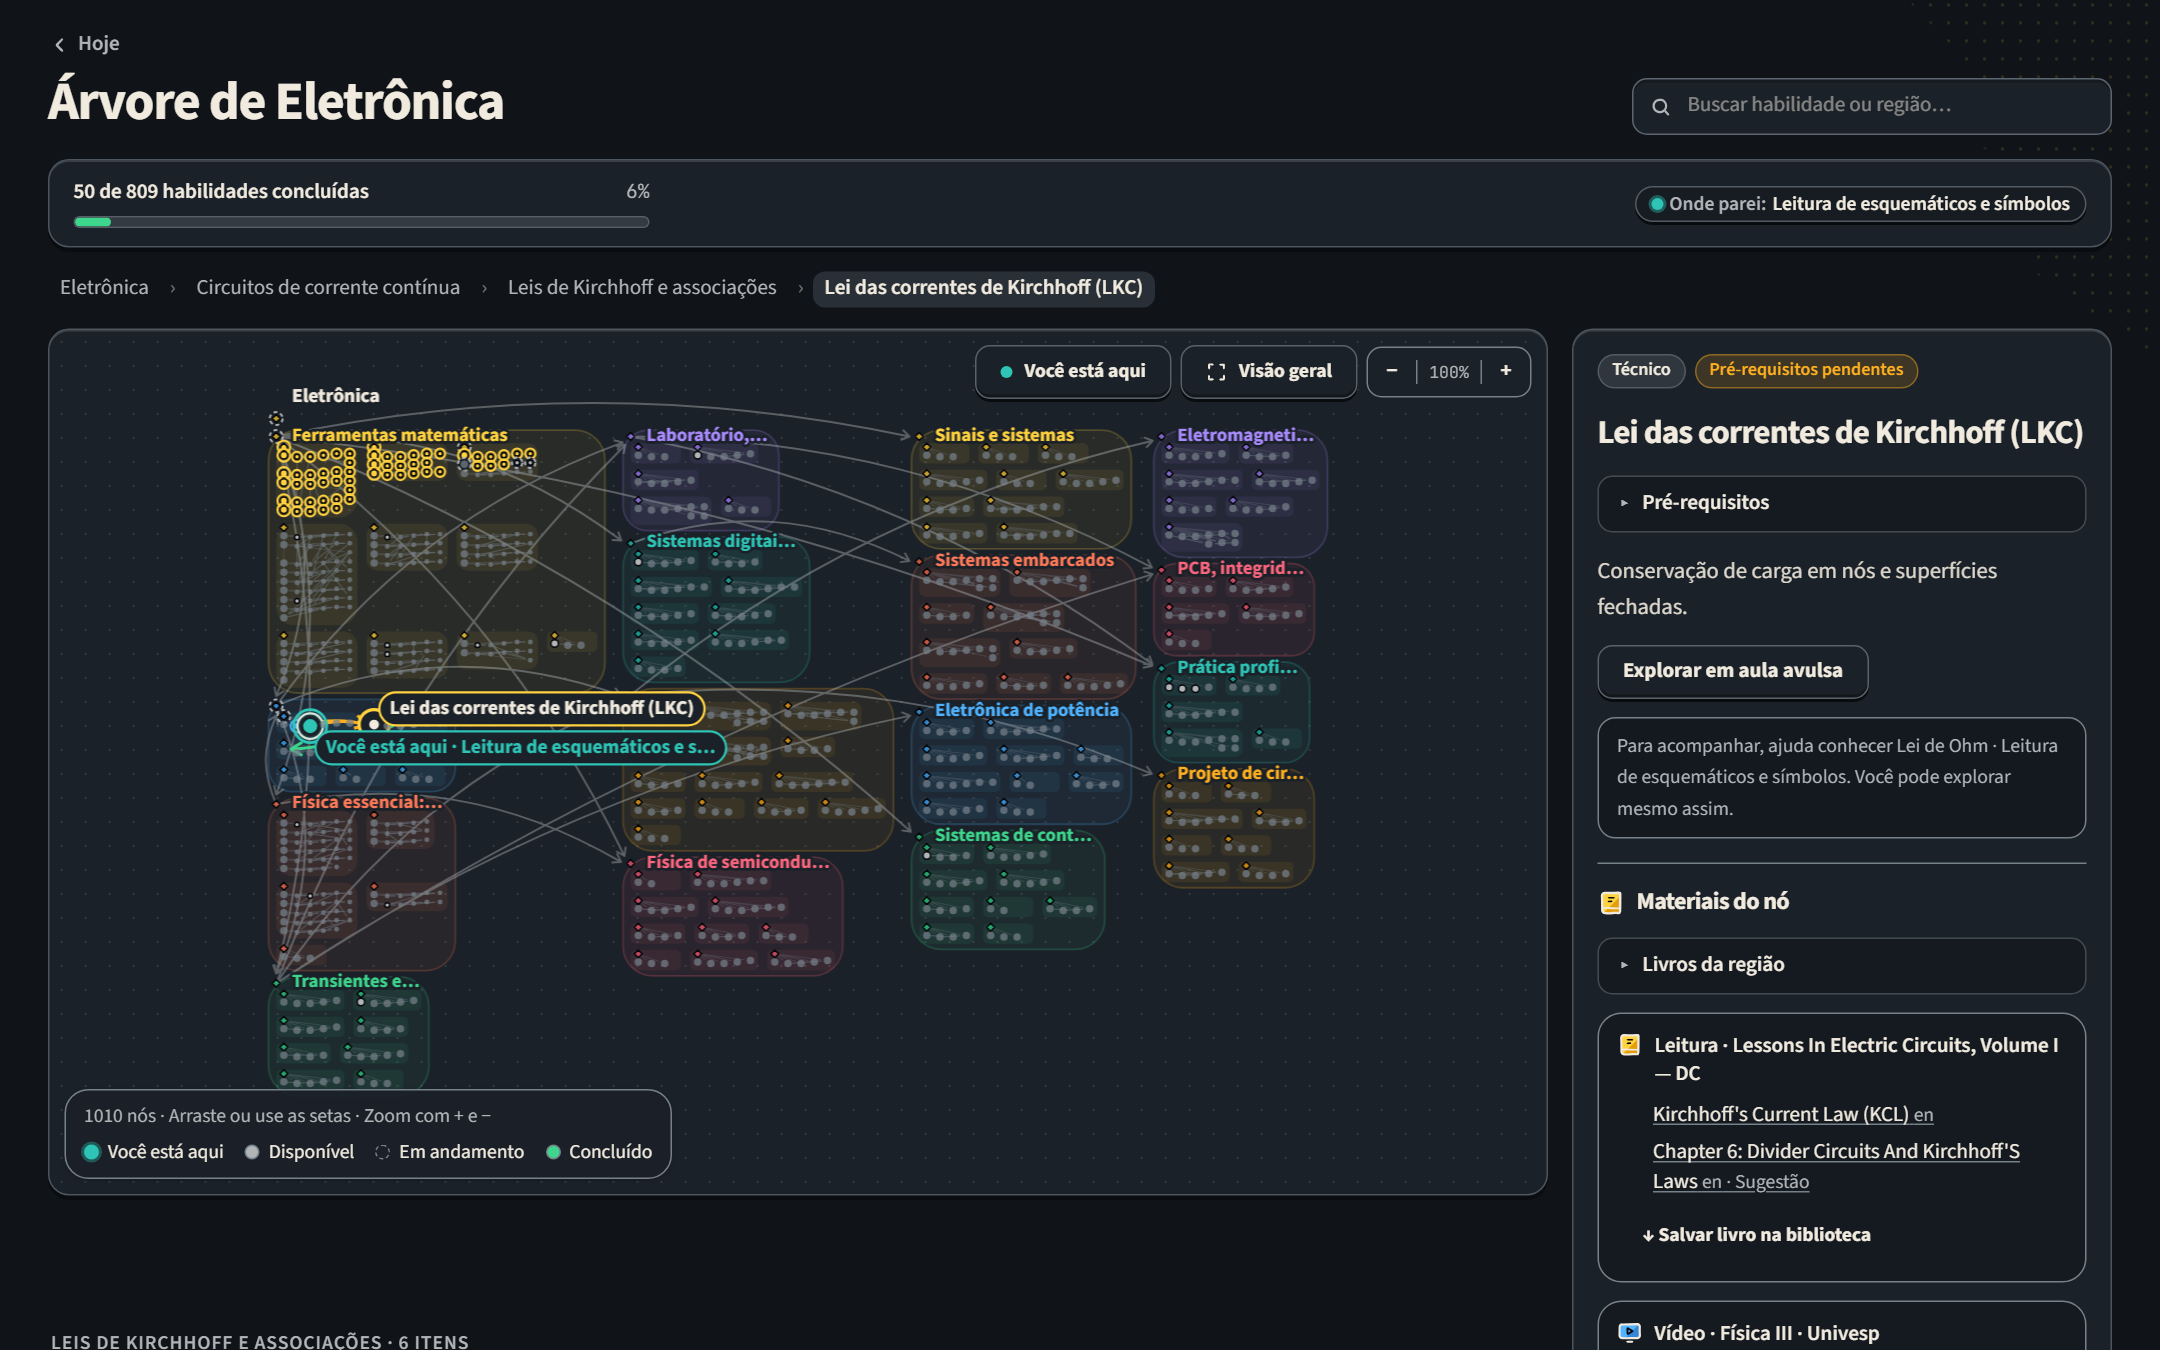 Hoje
Árvore de Eletrônica
Buscar habilidade ou região...
50 de 809 habilidades concluídas
6%
Onde parei: Leitura de esquemáticos e símbolos
Eletrônica › Circuitos de corrente contínua › Leis de Kirchhoff e associações › Lei das correntes de Kirchhoff (LKC)
Você está aqui
Visão geral
− 100% +
Eletrônica
Ferramentas matemáticas
Laboratório,...
Sinais e sistemas
Eletromagneti...
Sistemas digitai...
Sistemas embarcados
PCB, integrid...
Prática profi...
Lei das correntes de Kirchhoff (LKC)
Eletrônica de potência
Você está aqui · Leitura de esquemáticos e s...
Projeto de cir...
Física essencial:...
Sistemas de cont...
Física de semicondu...
Transientes e...
1010 nós · Arraste ou use as setas · Zoom com + e −
Você está aqui
Disponível
Em andamento
Concluído
LEIS DE KIRCHHOFF E ASSOCIAÇÕES · 6 ITENS
Técnico
Pré-requisitos pendentes
Lei das correntes de Kirchhoff (LKC)
Pré-requisitos
Conservação de carga em nós e superfícies
fechadas.
Explorar em aula avulsa
Para acompanhar, ajuda conhecer Lei de Ohm · Leitura
de esquemáticos e símbolos. Você pode explorar
mesmo assim.
Materiais do nó
Livros da região
Leitura · Lessons In Electric Circuits, Volume I
— DC
Kirchhoff's Current Law (KCL) en
Chapter 6: Divider Circuits And Kirchhoff'S
Laws en · Sugestão
↓ Salvar livro na biblioteca
Vídeo · Física III · Univesp